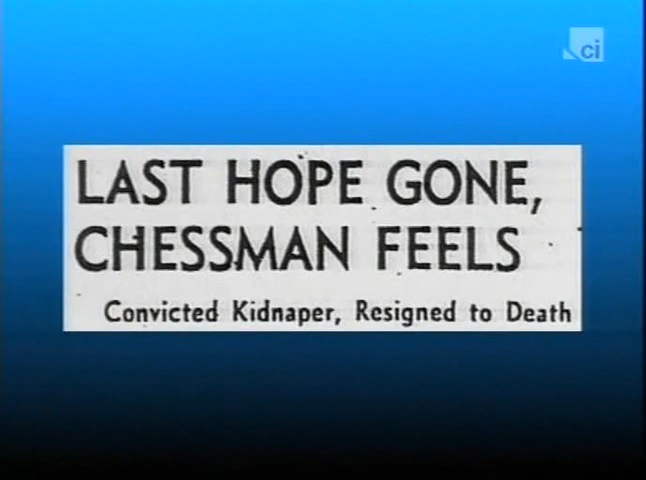 ci
LAST HOPE GONE,
CHESSMAN FEELS
Convicted Kidnaper, Resigned to Death